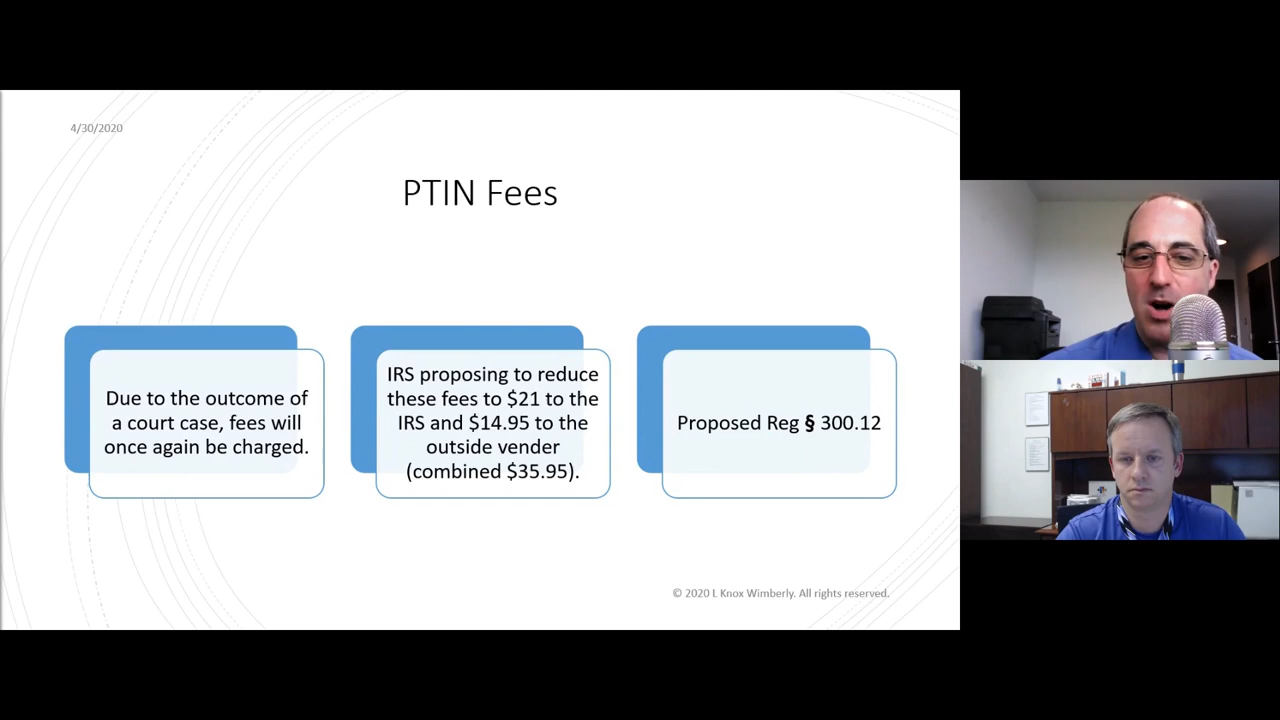 4/30/2020
PTIN Fees
Due to the outcome of
a court case, fees will
once again be charged.
IRS proposing to reduce
these fees to $21 to the
IRS and $14.95 to the
outside vender
(combined $35.95).
Proposed Reg § 300.12
© 2020 L Knox Wimberly. All rights reserved.